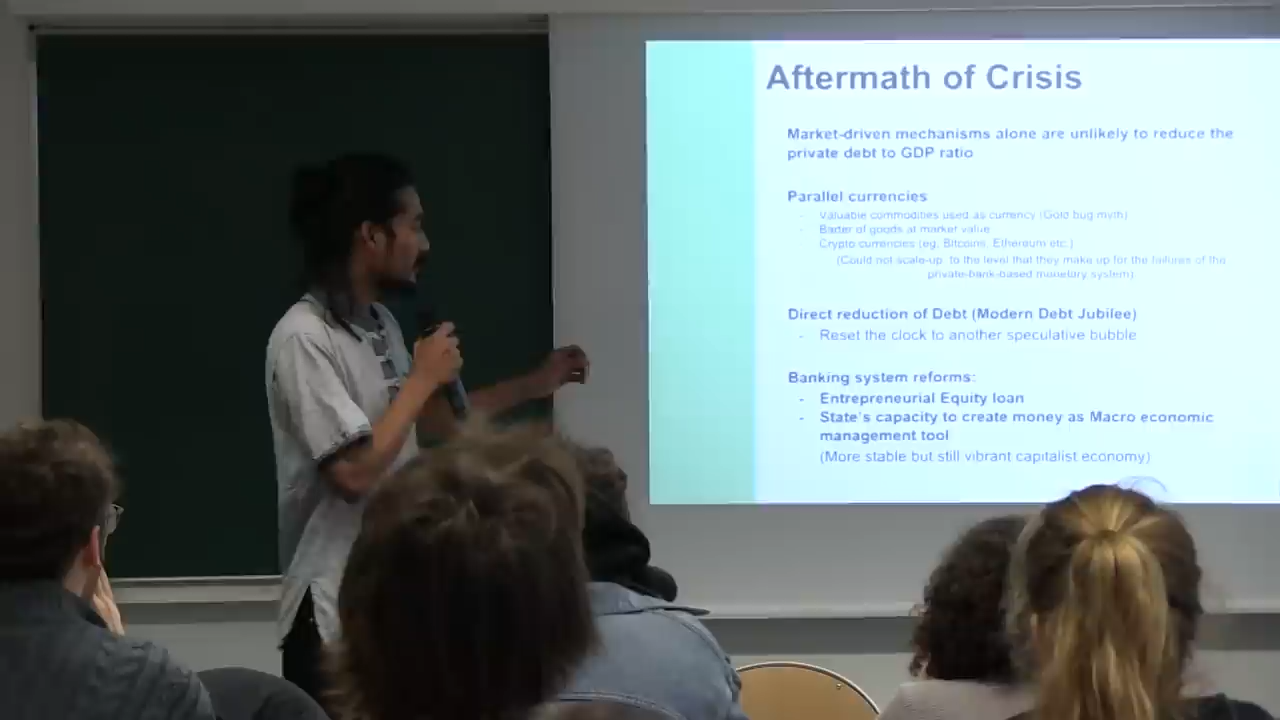 Aftermath of Crisis
Market-driven mechanisms alone are unlikely to reduce the
private debt to GDP ratio
Parallel currencies
- Valuable commodities used as currency (Gold bug myth)
- Barter of goods at market value
- Crypto currencies (eg. Bitcoins, Ethereum etc.)
(Could not scale-up to the level that they make up for the failures of the
private-bank-based monetary system)
Direct reduction of Debt (Modern Debt Jubilee)
- Reset the clock to another speculative bubble
Banking system reforms:
- Entrepreneurial Equity loan
- State's capacity to create money as Macro economic
management tool
(More stable but still vibrant capitalist economy)